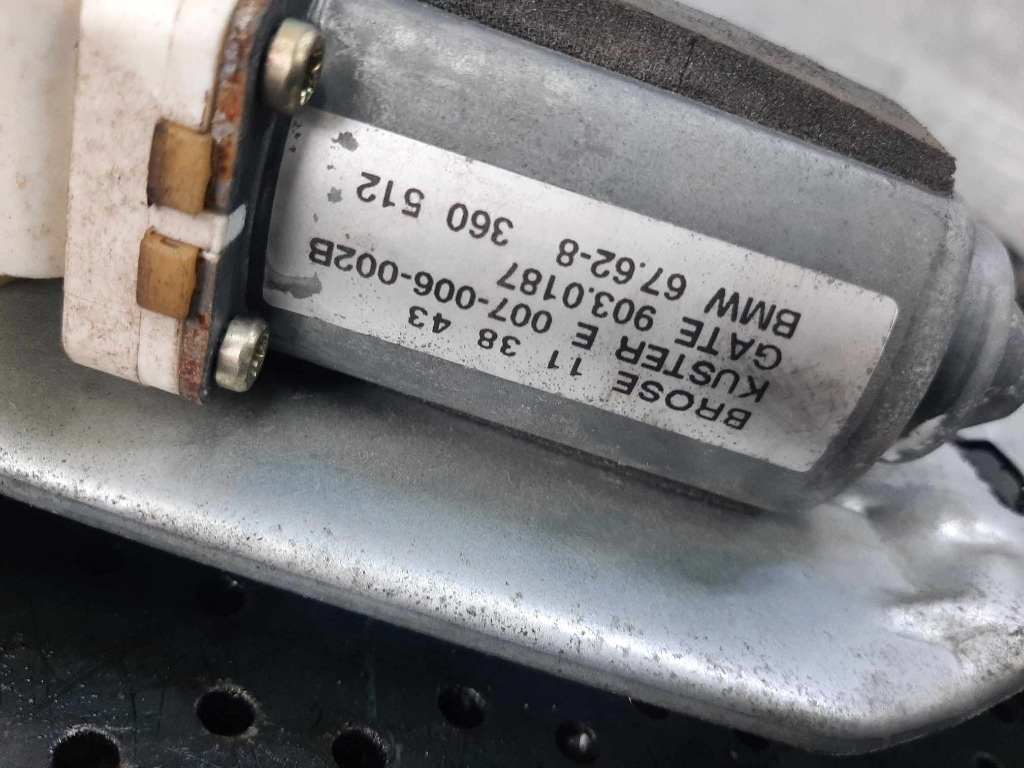 BROSE 11 38 43
KUSTER E 007-006-002B
GATE 903.0187
BMW 67.62-8 360 512